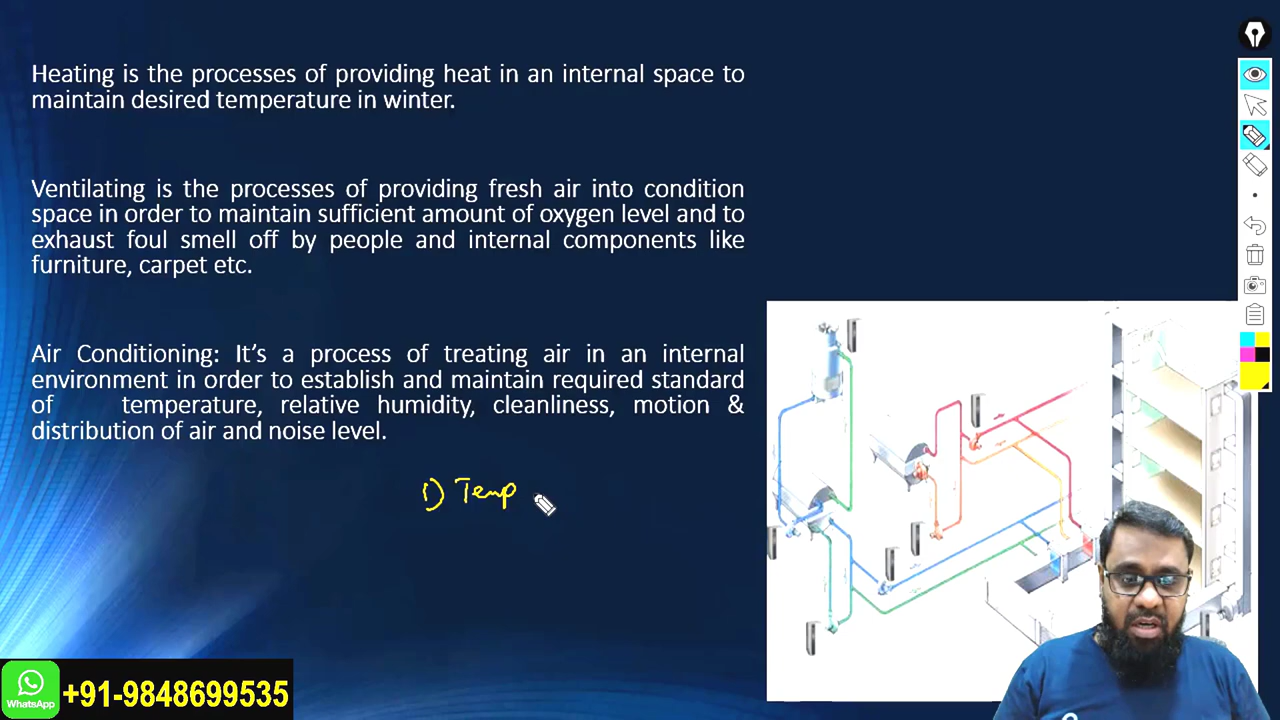 Heating is the processes of providing heat in an internal space to
maintain desired temperature in winter.
Ventilating is the processes of providing fresh air into condition
space in order to maintain sufficient amount of oxygen level and to
exhaust foul smell off by people and internal components like
furniture, carpet etc.
Air Conditioning: It’s a process of treating air in an internal
environment in order to establish and maintain required standard
of temperature, relative humidity, cleanliness, motion &
distribution of air and noise level.
1) Temp
WhatsApp
+91-9848699535